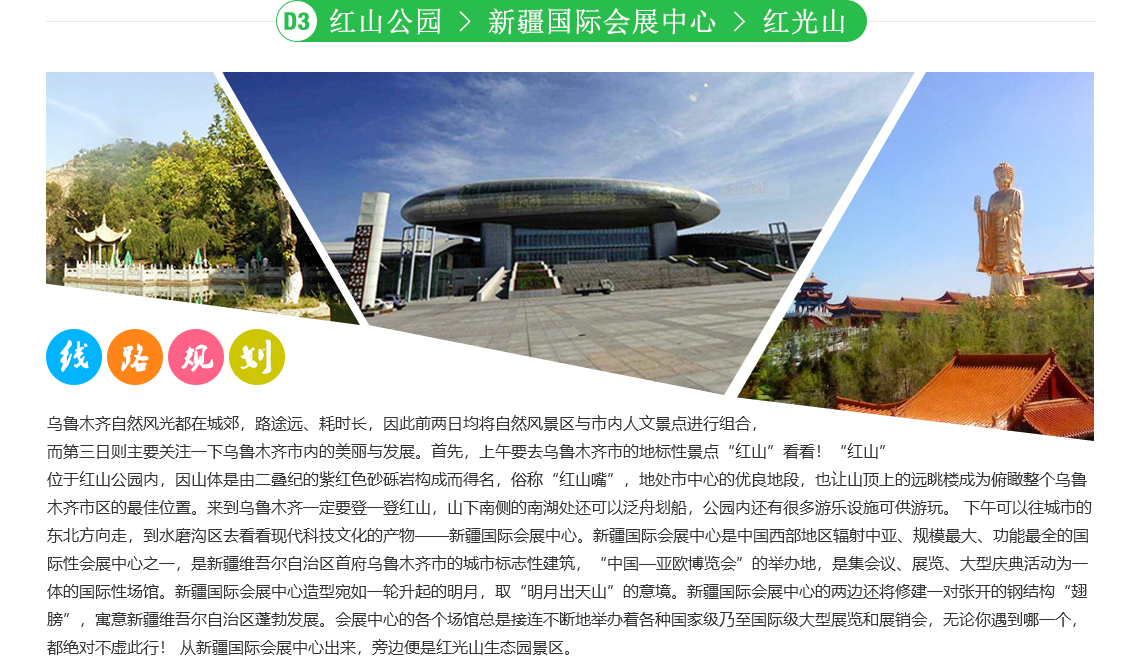 D3 红山公园 > 新疆国际会展中心 > 红光山
线路规划
乌鲁木齐自然风光都在城郊，路途远、耗时长，因此前两日均将自然风景区与市内人文景点进行组合，
而第三日则主要关注一下乌鲁木齐市内的美丽与发展。首先，上午要去乌鲁木齐市的地标性景点“红山”看看！“红山”
位于红山公园内，因山体是由二叠纪的紫红色砂砾岩构成而得名，俗称“红山嘴”，地处市中心的优良地段，也让山顶上的远眺楼成为俯瞰整个乌鲁
木齐市区的最佳位置。来到乌鲁木齐一定要登一登红山，山下南侧的南湖处还可以泛舟划船，公园内还有很多游乐设施可供游玩。 下午可以往城市的
东北方向走，到水磨沟区去看看现代科技文化的产物——新疆国际会展中心。新疆国际会展中心是中国西部地区辐射中亚、规模最大、功能最全的国
际性会展中心之一，是新疆维吾尔自治区首府乌鲁木齐市的城市标志性建筑，“中国—亚欧博览会”的举办地，是集会议、展览、大型庆典活动为一
体的国际性场馆。新疆国际会展中心造型宛如一轮升起的明月，取“明月出天山”的意境。新疆国际会展中心的两边还将修建一对张开的钢结构“翅
膀”，寓意新疆维吾尔自治区蓬勃发展。会展中心的各个场馆总是接连不断地举办着各种国家级乃至国际级大型展览和展销会，无论你遇到哪一个，
都绝对不虚此行！ 从新疆国际会展中心出来，旁边便是红光山生态园景区。